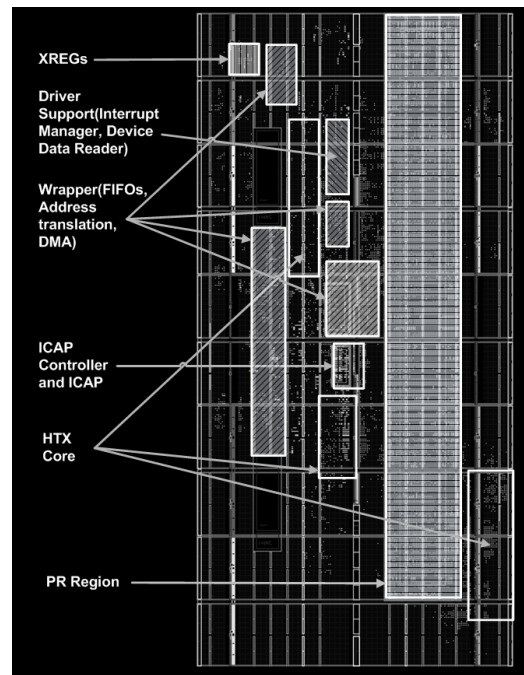 XREGs
Driver
Support(Interrupt
Manager, Device
Data Reader)
Wrapper(FIFOs,
Address
translation,
DMA)
ICAP
Controller
and ICAP
HTX
Core
PR Region